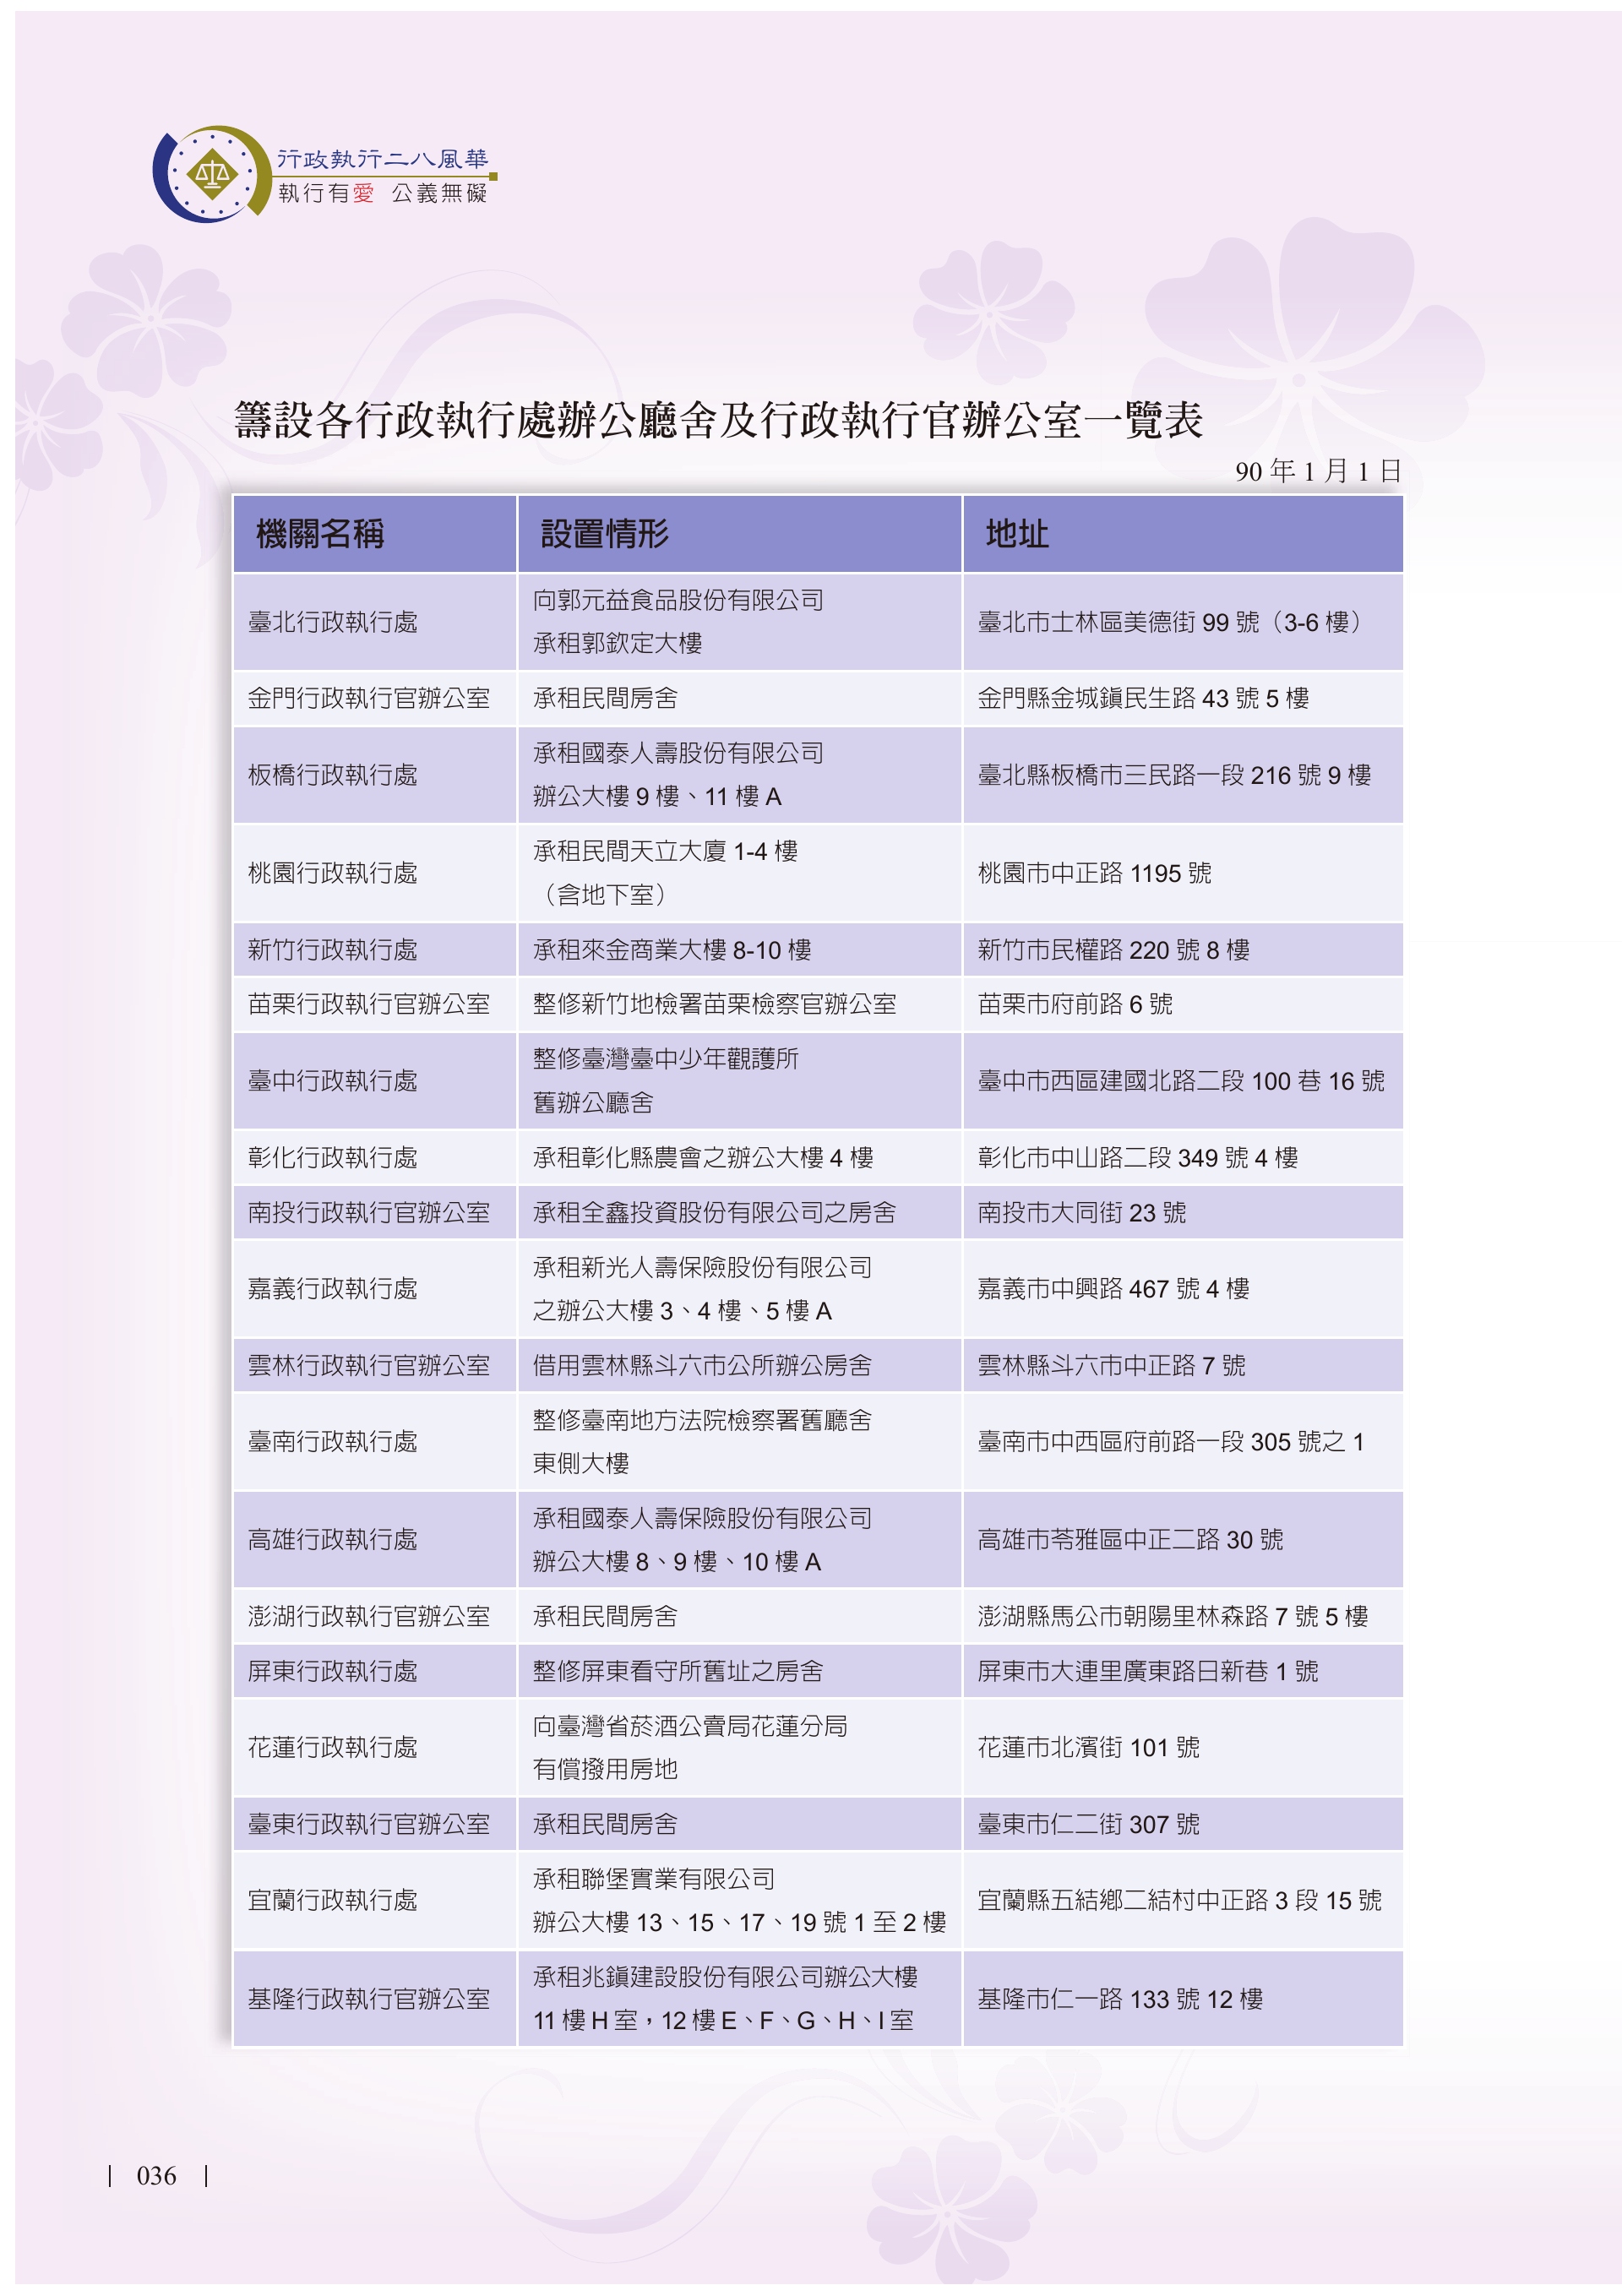 行政執行二八風華
執行有愛 公義無礙
籌設各行政執行處辦公廳舍及行政執行官辦公室一覽表
90 年 1 月 1 日
機關名稱 設置情形 地址
臺北行政執行處 向郭元益食品股份有限公司
承租郭欽定大樓 臺北市士林區美德街 99 號（3-6 樓）
金門行政執行官辦公室 承租民間房舍 金門縣金城鎮民生路 43 號 5 樓
板橋行政執行處 承租國泰人壽股份有限公司
辦公大樓 9 樓、11 樓 A 臺北縣板橋市三民路一段 216 號 9 樓
桃園行政執行處 承租民間天立大廈 1-4 樓
（含地下室） 桃園市中正路 1195 號
新竹行政執行處 承租來金商業大樓 8-10 樓 新竹市民權路 220 號 8 樓
苗栗行政執行官辦公室 整修新竹地檢署苗栗檢察官辦公室 苗栗市府前路 6 號
臺中行政執行處 整修臺灣臺中少年觀護所
舊辦公廳舍 臺中市西區建國北路二段 100 巷 16 號
彰化行政執行處 承租彰化縣農會之辦公大樓 4 樓 彰化市中山路二段 349 號 4 樓
南投行政執行官辦公室 承租全鑫投資股份有限公司之房舍 南投市大同街 23 號
嘉義行政執行處 承租新光人壽保險股份有限公司
之辦公大樓 3、4 樓、5 樓 A 嘉義市中興路 467 號 4 樓
雲林行政執行官辦公室 借用雲林縣斗六市公所辦公房舍 雲林縣斗六市中正路 7 號
臺南行政執行處 整修臺南地方法院檢察署舊廳舍
東側大樓 臺南市中西區府前路一段 305 號之 1
高雄行政執行處 承租國泰人壽保險股份有限公司
辦公大樓 8、9 樓、10 樓 A 高雄市苓雅區中正二路 30 號
澎湖行政執行官辦公室 承租民間房舍 澎湖縣馬公市朝陽里林森路 7 號 5 樓
屏東行政執行處 整修屏東看守所舊址之房舍 屏東市大連里廣東路日新巷 1 號
花蓮行政執行處 向臺灣省菸酒公賣局花蓮分局
有償撥用房地 花蓮市北濱街 101 號
臺東行政執行官辦公室 承租民間房舍 臺東市仁二街 307 號
宜蘭行政執行處 承租聯堡實業有限公司
辦公大樓 13、15、17、19 號 1 至 2 樓 宜蘭縣五結鄉二結村中正路 3 段 15 號
基隆行政執行官辦公室 承租兆鎮建設股份有限公司辦公大樓
11 樓 H 室，12 樓 E、F、G、H、I 室 基隆市仁一路 133 號 12 樓
036